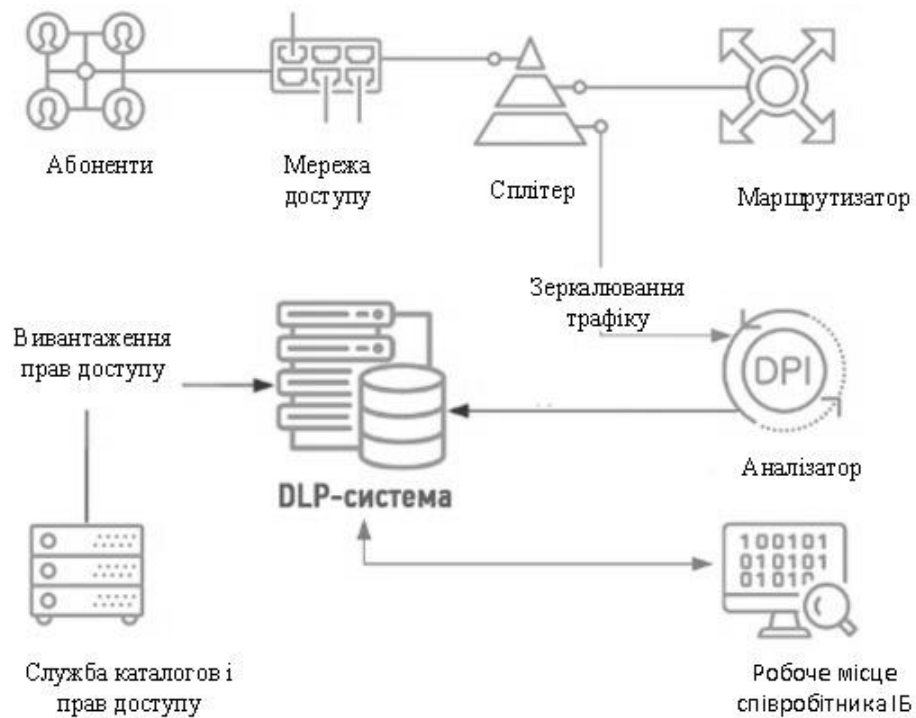 Абоненти
Мережа
доступу
Сплітер
Маршрутизатор
Зеркалювання
трафіку
Вивантаження
прав доступу
DPI
Аналізатор
DLP-система
100101
010101
01010
Служба каталогов і
прав доступу
Робоче місце
співробітника ІБ